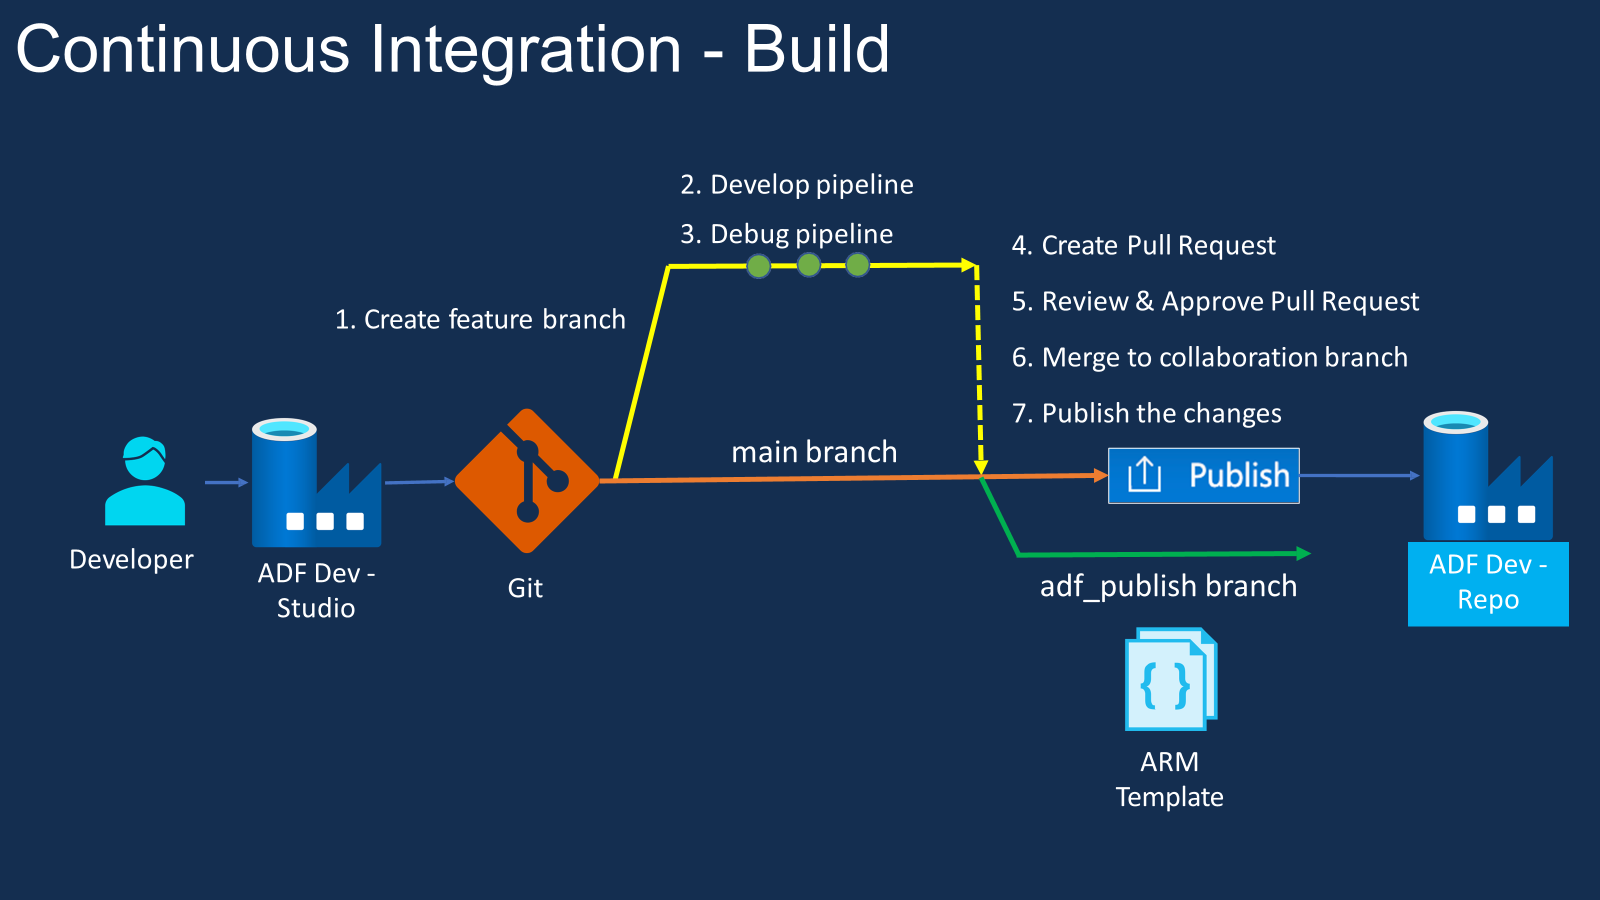 Continuous Integration - Build
2. Develop pipeline
3. Debug pipeline
4. Create Pull Request
5. Review & Approve Pull Request
6. Merge to collaboration branch
7. Publish the changes
1. Create feature branch
main branch
Publish
Developer
ADF Dev -
Studio
Git
adf_publish branch
ADF Dev -
Repo
{ }
ARM
Template